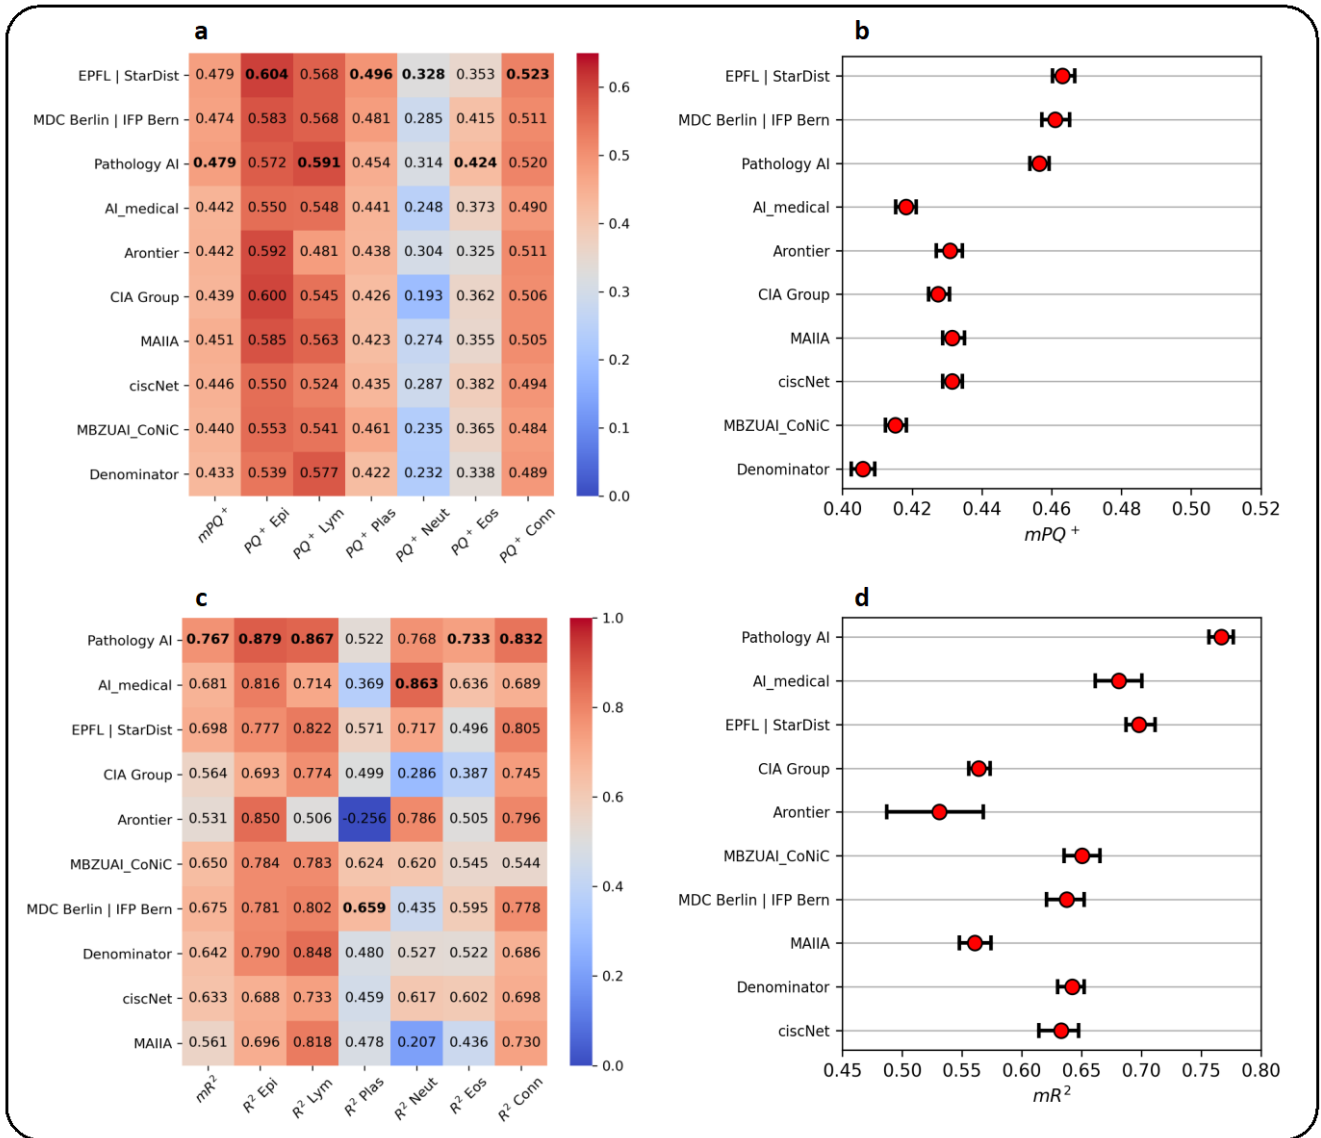 a
EPFL | StarDist 0.479 0.604 0.568 0.496 0.328 0.353 0.523
MDC Berlin | IFP Bern 0.474 0.583 0.568 0.481 0.285 0.415 0.511
Pathology AI 0.479 0.572 0.591 0.454 0.314 0.424 0.520
AI_medical 0.442 0.550 0.548 0.441 0.248 0.373 0.490
Arontier 0.442 0.592 0.481 0.438 0.304 0.325 0.511
CIA Group 0.439 0.600 0.545 0.426 0.193 0.362 0.506
MAIIA 0.451 0.585 0.563 0.423 0.274 0.355 0.505
ciscNet 0.446 0.550 0.524 0.435 0.287 0.382 0.494
MBZUAI_CoNiC 0.440 0.553 0.541 0.461 0.235 0.365 0.484
Denominator 0.433 0.539 0.577 0.422 0.232 0.338 0.489
mPQ⁺ PQ⁺ Epi PQ⁺ Lym PQ⁺ Plas PQ⁺ Neut PQ⁺ Eos PQ⁺ Conn
0.6
0.5
0.4
0.3
0.2
0.1
0.0
b
EPFL | StarDist
MDC Berlin | IFP Bern
Pathology AI
AI_medical
Arontier
CIA Group
MAIIA
ciscNet
MBZUAI_CoNiC
Denominator
0.40 0.42 0.44 0.46 0.48 0.50 0.52
mPQ⁺
c
Pathology AI 0.767 0.879 0.867 0.522 0.768 0.733 0.832
AI_medical 0.681 0.816 0.714 0.369 0.863 0.636 0.689
EPFL | StarDist 0.698 0.777 0.822 0.571 0.717 0.496 0.805
CIA Group 0.564 0.693 0.774 0.499 0.286 0.387 0.745
Arontier 0.531 0.850 0.506 -0.256 0.786 0.505 0.796
MBZUAI_CoNiC 0.650 0.784 0.783 0.624 0.620 0.545 0.544
MDC Berlin | IFP Bern 0.675 0.781 0.802 0.659 0.435 0.595 0.778
Denominator 0.642 0.790 0.848 0.480 0.527 0.522 0.686
ciscNet 0.633 0.688 0.733 0.459 0.617 0.602 0.698
MAIIA 0.561 0.696 0.818 0.478 0.207 0.436 0.730
mR² R² Epi R² Lym R² Plas R² Neut R² Eos R² Conn
1.0
0.8
0.6
0.4
0.2
0.0
d
Pathology AI
AI_medical
EPFL | StarDist
CIA Group
Arontier
MBZUAI_CoNiC
MDC Berlin | IFP Bern
MAIIA
Denominator
ciscNet
0.45 0.50 0.55 0.60 0.65 0.70 0.75 0.80
mR²